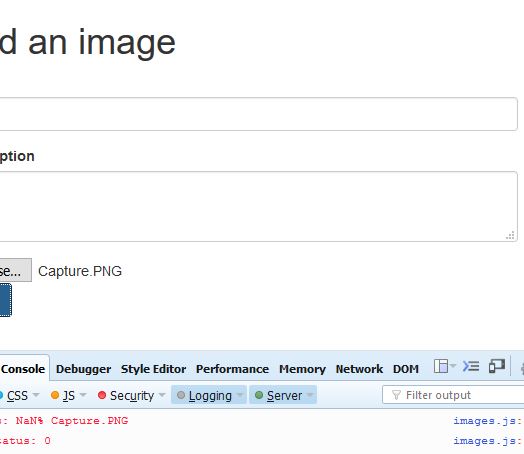 d an image
ption
se... Capture.PNG
Console Debugger Style Editor Performance Memory Network DOM
CSS JS Security Logging Server Filter output
s: NaN% Capture.PNG images.js:
tatus: 0 images.js: